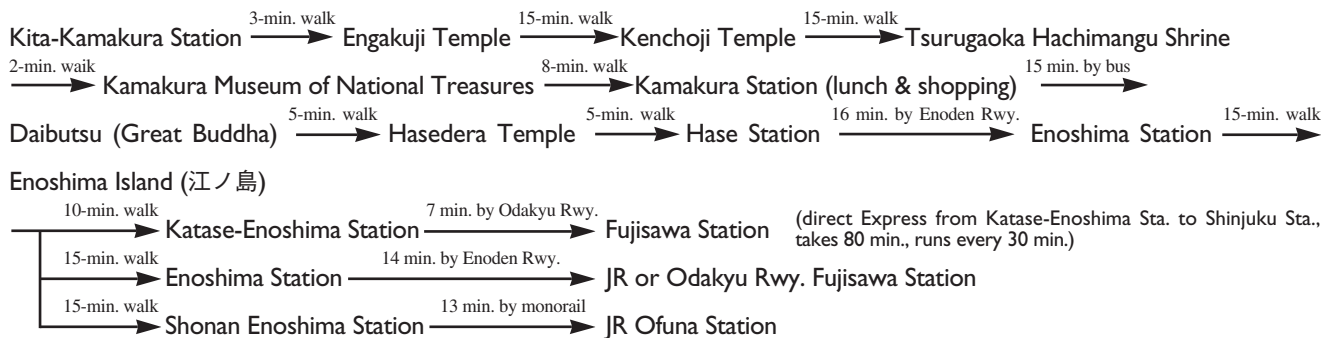 3-min. walk 15-min. walk 15-min. walk
Kita-Kamakura Station Engakuji Temple Kenchoji Temple Tsurugaoka Hachimangu Shrine
2-min. waik 8-min. walk 15 min. by bus
Kamakura Museum of National Treasures Kamakura Station (lunch & shopping)
5-min. walk 5-min. walk 16 min. by Enoden Rwy. 15-min. walk
Daibutsu (Great Buddha) Hasedera Temple Hase Station Enoshima Station
Enoshima Island (江ノ島)
10-min. walk 7 min. by Odakyu Rwy.
Katase-Enoshima Station Fujisawa Station (direct Express from Katase-Enoshima Sta. to Shinjuku Sta.,
takes 80 min., runs every 30 min.)
15-min. walk 14 min. by Enoden Rwy.
Enoshima Station JR or Odakyu Rwy. Fujisawa Station
15-min. walk 13 min. by monorail
Shonan Enoshima Station JR Ofuna Station